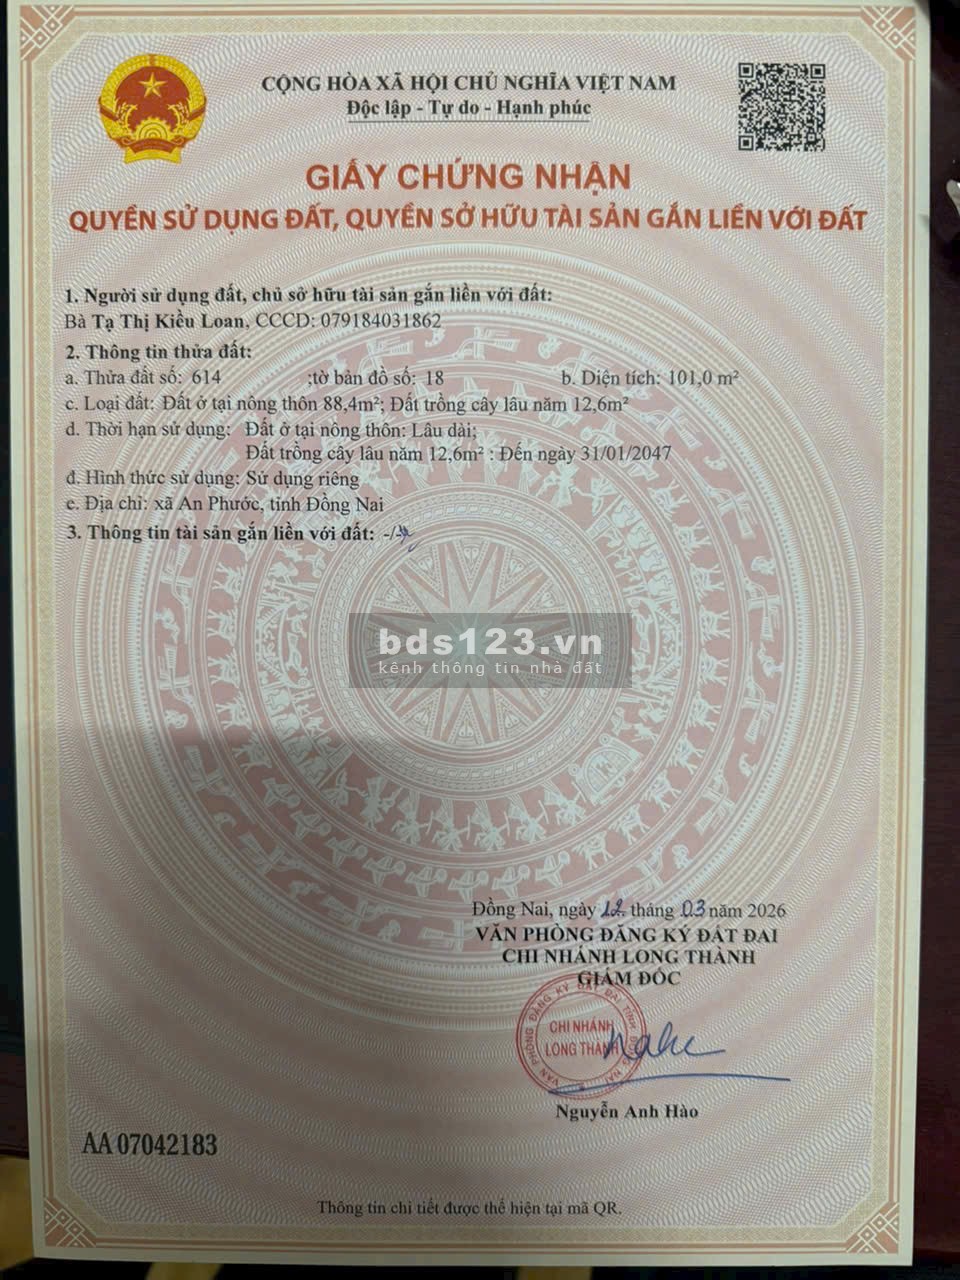 CỘNG HÒA XÃ HỘI CHỦ NGHĨA VIỆT NAM
Độc lập - Tự do - Hạnh phúc
GIẤY CHỨNG NHẬN
QUYỀN SỬ DỤNG ĐẤT, QUYỀN SỞ HỮU TÀI SẢN GẮN LIỀN VỚI ĐẤT
1. Người sử dụng đất, chủ sở hữu tài sản gắn liền với đất:
Bà Tạ Thị Kiều Loan, CCCD: 079184031862
2. Thông tin thửa đất:
a. Thửa đất số: 614 ;tờ bản đồ số: 18 b. Diện tích: 101,0 m²
c. Loại đất: Đất ở tại nông thôn 88,4m²; Đất trồng cây lâu năm 12,6m²
d. Thời hạn sử dụng: Đất ở tại nông thôn: Lâu dài;
Đất trồng cây lâu năm 12,6m² : Đến ngày 31/01/2047
đ. Hình thức sử dụng: Sử dụng riêng
e. Địa chỉ: xã An Phước, tỉnh Đồng Nai
3. Thông tin tài sản gắn liền với đất: -/-
bds123.vn
kênh thông tin nhà đất
Đồng Nai, ngày 12 tháng 03 năm 2026
VĂN PHÒNG ĐĂNG KÝ ĐẤT ĐAI
CHI NHÁNH LONG THÀNH
GIÁM ĐỐC
VĂN PHÒNG ĐĂNG KÝ ĐẤT ĐAI TỈNH ĐỒNG NAI
CHI NHÁNH
LONG THÀNH
Nguyễn Anh Hào
AA 07042183
Thông tin chi tiết được thể hiện tại mã QR.